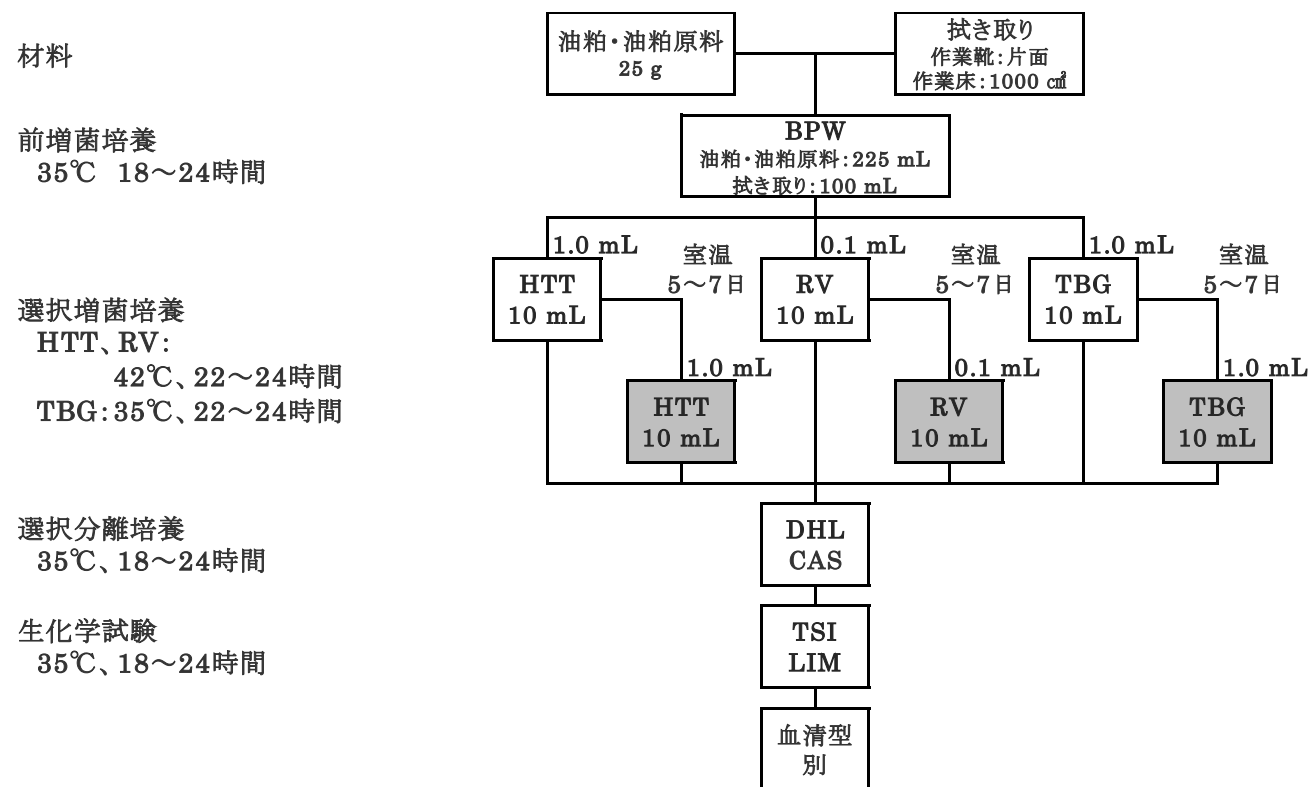 材料
油粕・油粕原料
25 g
拭き取り
作業靴：片面
作業床：1000 ㎠
前増菌培養
35℃ 18～24時間
BPW
油粕・油粕原料：225 mL
拭き取り：100 mL
選択増菌培養
HTT、RV：
42℃、22～24時間
TBG：35℃、22～24時間
1.0 mL
HTT
10 mL
室温
5～7日
1.0 mL
HTT
10 mL
0.1 mL
RV
10 mL
室温
5～7日
0.1 mL
RV
10 mL
1.0 mL
TBG
10 mL
室温
5～7日
1.0 mL
TBG
10 mL
選択分離培養
35℃、18～24時間
DHL
CAS
生化学試験
35℃、18～24時間
TSI
LIM
血清型
別